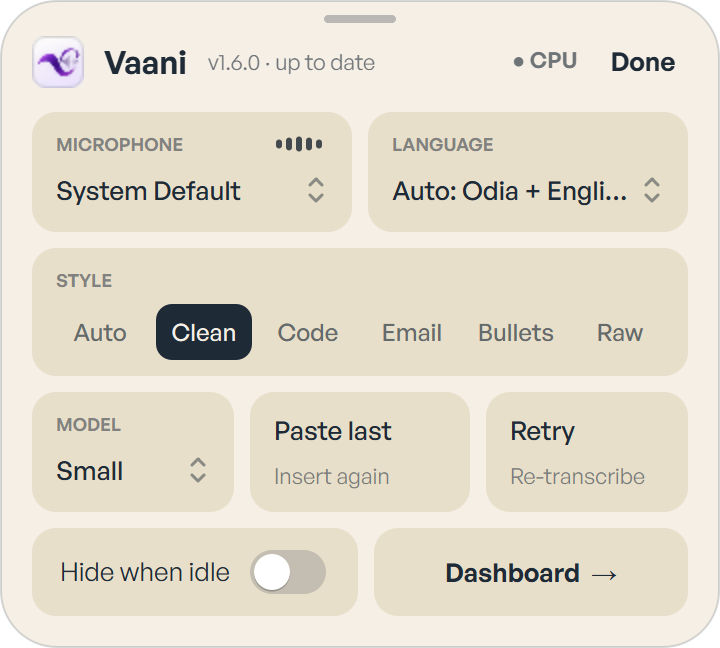 Vaani v1.6.0 · up to date ● CPU Done
MICROPHONE
System Default
LANGUAGE
Auto: Odia + Engli...
STYLE
Auto Clean Code Email Bullets Raw
MODEL
Small
Paste last
Insert again
Retry
Re-transcribe
Hide when idle
Dashboard →